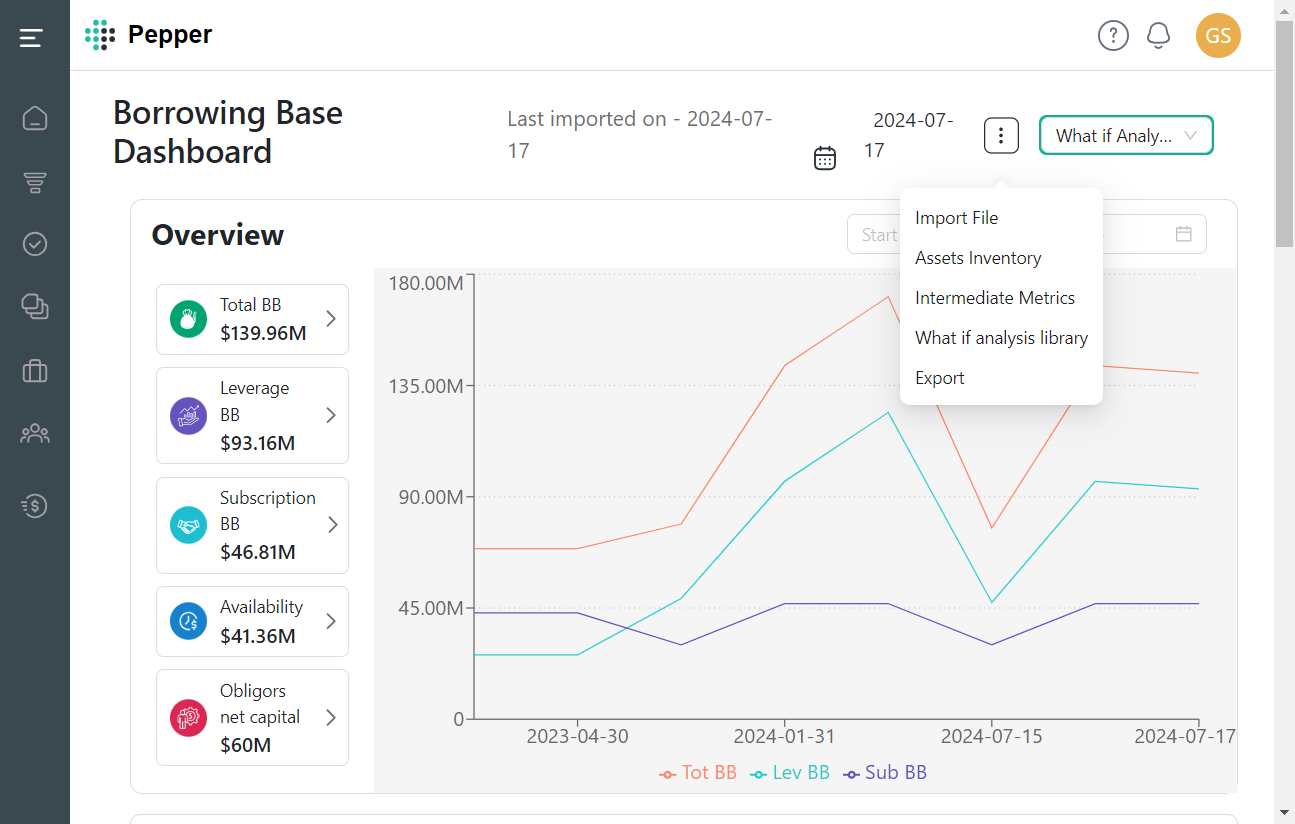 Pepper
?
GS
Borrowing Base
Dashboard
Last imported on - 2024-07-
17
2024-07-
17
What if Analy...
Import File
Assets Inventory
Intermediate Metrics
What if analysis library
Export
Overview
Start
Total BB
$139.96M
Leverage
BB
$93.16M
Subscription
BB
$46.81M
Availability
$41.36M
Obligors
net capital
$60M
180.00M
135.00M
90.00M
45.00M
0
2023-04-30
2024-01-31
2024-07-15
2024-07-17
Tot BB
Lev BB
Sub BB